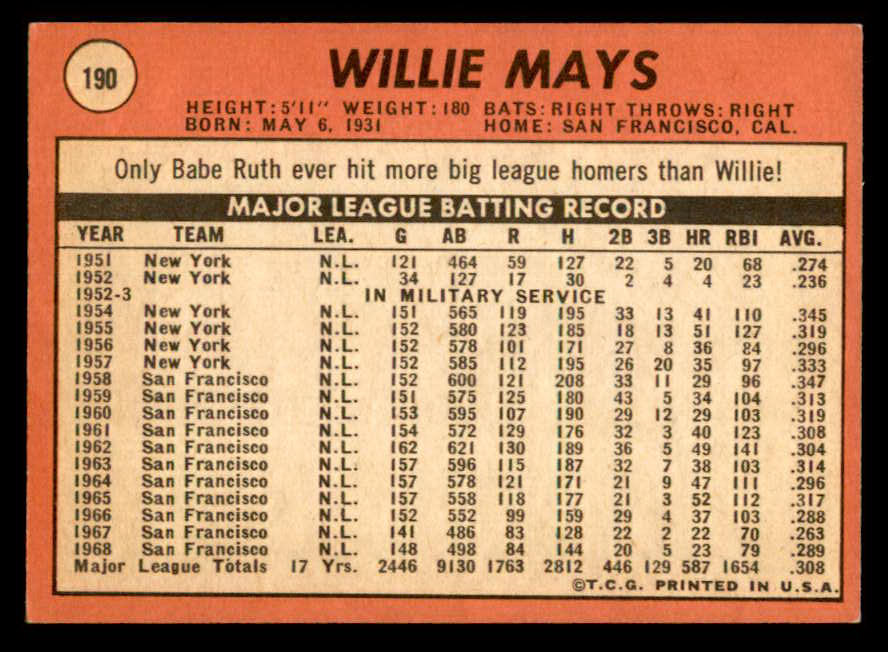 190
WILLIE MAYS
HEIGHT: 5'11" WEIGHT: 180 BATS: RIGHT THROWS: RIGHT
BORN: MAY 6, 1931 HOME: SAN FRANCISCO, CAL.
Only Babe Ruth ever hit more big league homers than Willie!
MAJOR LEAGUE BATTING RECORD
YEAR TEAM LEA. G AB R H 2B 3B HR RBI AVG.
1951 New York N.L. 121 464 59 127 22 5 20 68 .274
1952 New York N.L. 34 127 17 30 2 4 4 23 .236
1952-3 IN MILITARY SERVICE
1954 New York N.L. 151 565 119 195 33 13 41 110 .345
1955 New York N.L. 152 580 123 185 18 13 51 127 .319
1956 New York N.L. 152 578 101 171 27 8 36 84 .296
1957 New York N.L. 152 585 112 195 26 20 35 97 .333
1958 San Francisco N.L. 152 600 121 208 33 11 29 96 .347
1959 San Francisco N.L. 151 575 125 180 43 5 34 104 .313
1960 San Francisco N.L. 153 595 107 190 29 12 29 103 .319
1961 San Francisco N.L. 154 572 129 176 32 3 40 123 .308
1962 San Francisco N.L. 162 621 130 189 36 5 49 141 .304
1963 San Francisco N.L. 157 596 115 187 32 7 38 103 .314
1964 San Francisco N.L. 157 578 121 171 21 9 47 111 .296
1965 San Francisco N.L. 157 558 118 177 21 3 52 112 .317
1966 San Francisco N.L. 152 552 99 159 29 4 37 103 .288
1967 San Francisco N.L. 141 486 83 128 22 2 22 70 .263
1968 San Francisco N.L. 148 498 84 144 20 5 23 79 .289
Major League Totals 17 Yrs. 2446 9130 1763 2812 446 129 587 1654 .308
©T.C.G. PRINTED IN U.S.A.